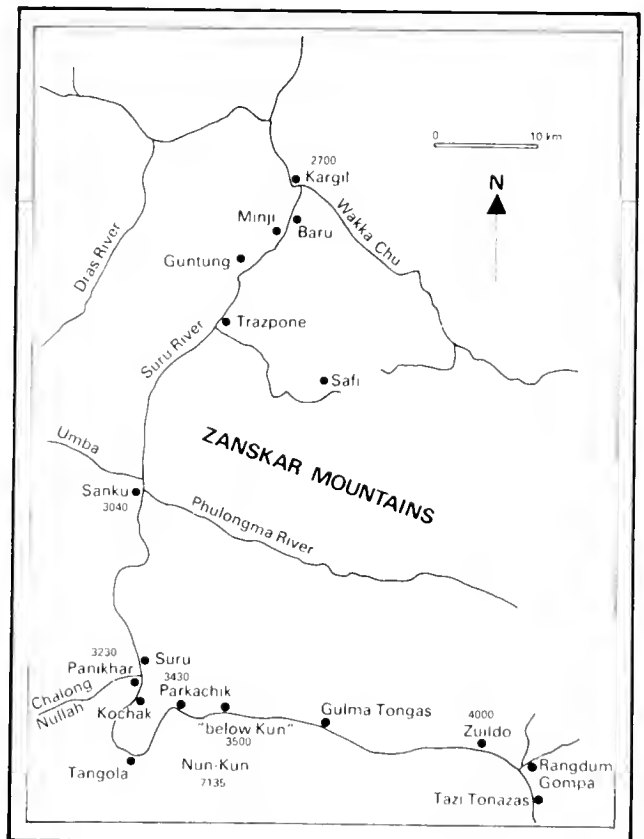 0 10 km
2700
Kargil
N
Minji
Baru
Wakka Chu
Guntung
Dras River
Trazpone
Suru River
Safi
Umba
ZANSKAR MOUNTAINS
Sanku
3040
Phulongma River
3230
Suru
Panikhar
3430
Parkachik
Chalong
Nullah
Kochak
"below Kun"
3500
Gulma Tongas
4000
Zuildo
Tangola
Nun-Kun
7135
Rangdum
Gompa
Tazi Tonazas